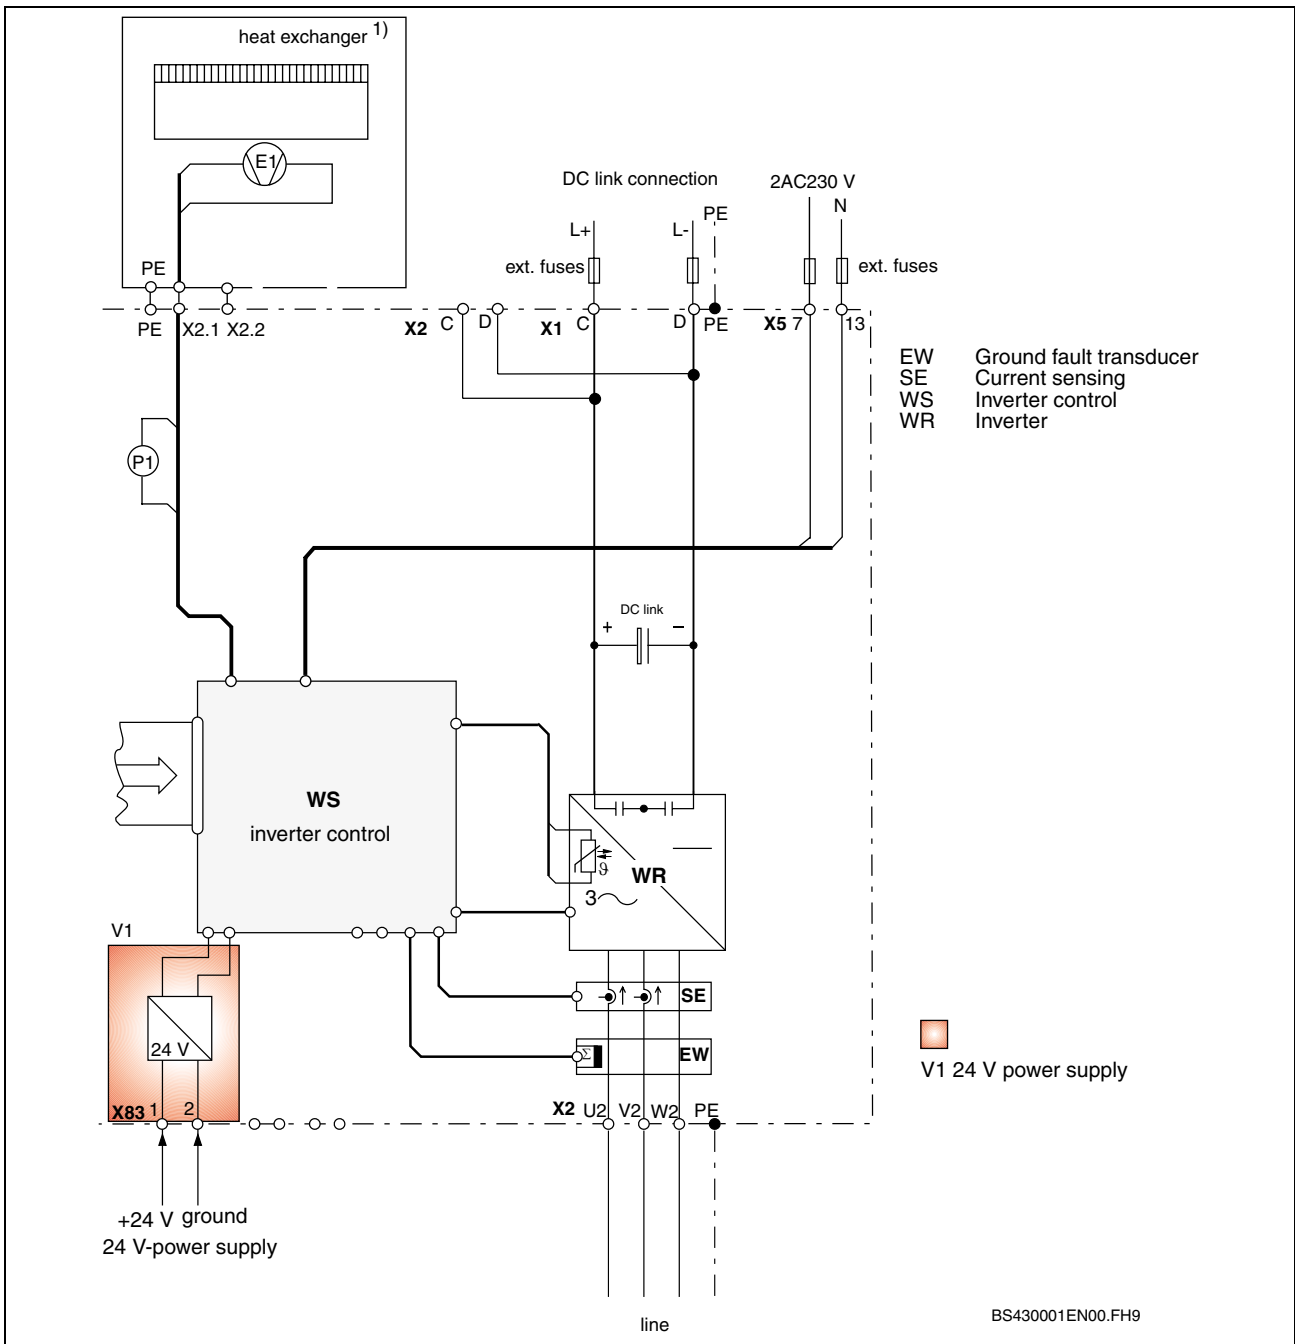 heat exchanger 1)
E1
DC link connection
2AC230 V
PE
N
L+
L-
ext. fuses
ext. fuses
PE
PE X2.1 X2.2
X2 C D
X1 C D PE
X5 7 13
EW Ground fault transducer
SE Current sensing
WS Inverter control
WR Inverter
P1
DC link
+ −
WS
inverter control
ϑ
WR
3
V1
24 V
SE
Σ
EW
V1 24 V power supply
X83 1 2
X2 U2 V2 W2 PE
+24 V ground
24 V-power supply
line
BS430001EN00.FH9